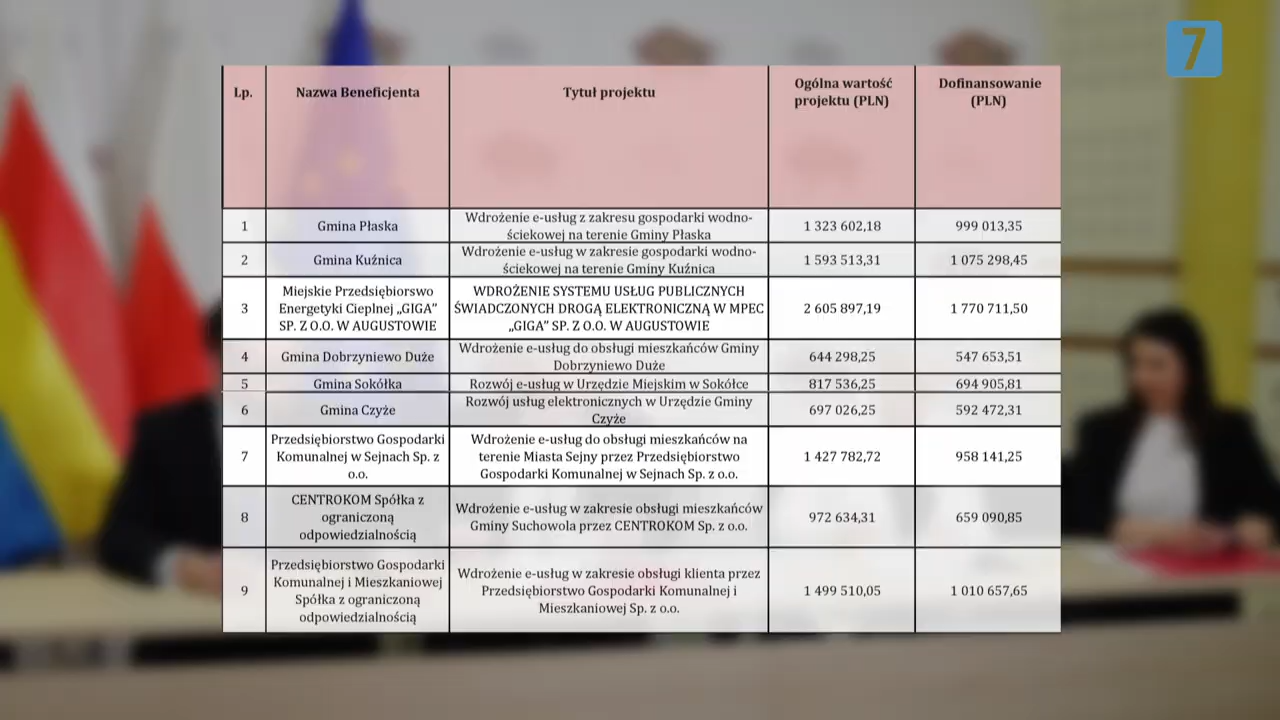 7
Lp.
Nazwa Beneficjenta
Tytuł projektu
Ogólna wartość
projektu (PLN)
Dofinansowanie
(PLN)
1
Gmina Płaska
Wdrożenie e-usług z zakresu gospodarki wodno-
ściekowej na terenie Gminy Płaska
1 323 602,18
999 013,35
2
Gmina Kuźnica
Wdrożenie e-usług w zakresie gospodarki wodno-
ściekowej na terenie Gminy Kuźnica
1 593 513,31
1 075 298,45
3
Miejskie Przedsiębiorswo
Energetyki Cieplnej „GIGA”
SP. Z O.O. W AUGUSTOWIE
WDROŻENIE SYSTEMU USŁUG PUBLICZNYCH
ŚWIADCZONYCH DROGĄ ELEKTRONICZNĄ W MPEC
„GIGA” SP. Z O.O. W AUGUSTOWIE
2 605 897,19
1 770 711,50
4
Gmina Dobrzyniewo Duże
Wdrożenie e-usług do obsługi mieszkańców Gminy
Dobrzyniewo Duże
644 298,25
547 653,51
5
Gmina Sokółka
Rozwój e-usług w Urzędzie Miejskim w Sokółce
817 536,25
694 905,81
6
Gmina Czyże
Rozwój usług elektronicznych w Urzędzie Gminy
Czyże
697 026,25
592 472,31
7
Przedsiębiorstwo Gospodarki
Komunalnej w Sejnach Sp. z
o.o.
Wdrożenie e-usług do obsługi mieszkańców na
terenie Miasta Sejny przez Przedsiębiorstwo
Gospodarki Komunalnej w Sejnach Sp. z o.o.
1 427 782,72
958 141,25
8
CENTROKOM Spółka z
ograniczoną
odpowiedzialnością
Wdrożenie e-usług w zakresie obsługi mieszkańców
Gminy Suchowola przez CENTROKOM Sp. z o.o.
972 634,31
659 090,85
9
Przedsiębiorstwo Gospodarki
Komunalnej i Mieszkaniowej
Spółka z ograniczoną
odpowiedzialnością
Wdrożenie e-usług w zakresie obsługi klienta przez
Przedsiębiorstwo Gospodarki Komunalnej i
Mieszkaniowej Sp. z o.o.
1 499 510,05
1 010 657,65